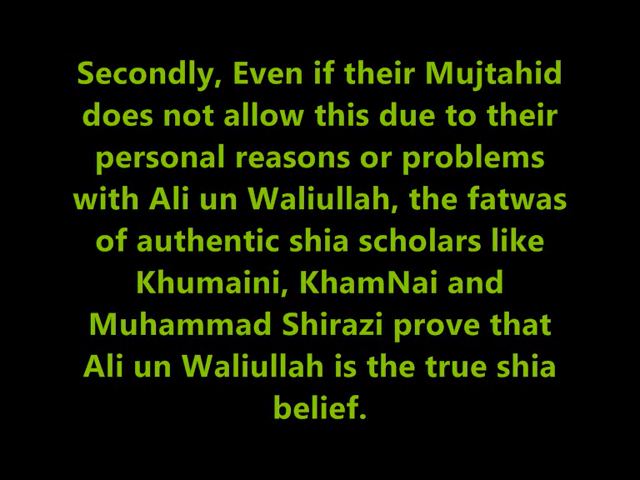 Secondly, Even if their Mujtahid
does not allow this due to their
personal reasons or problems
with Ali un Waliullah, the fatwas
of authentic shia scholars like
Khumaini, KhamNai and
Muhammad Shirazi prove that
Ali un Waliullah is the true shia
belief.